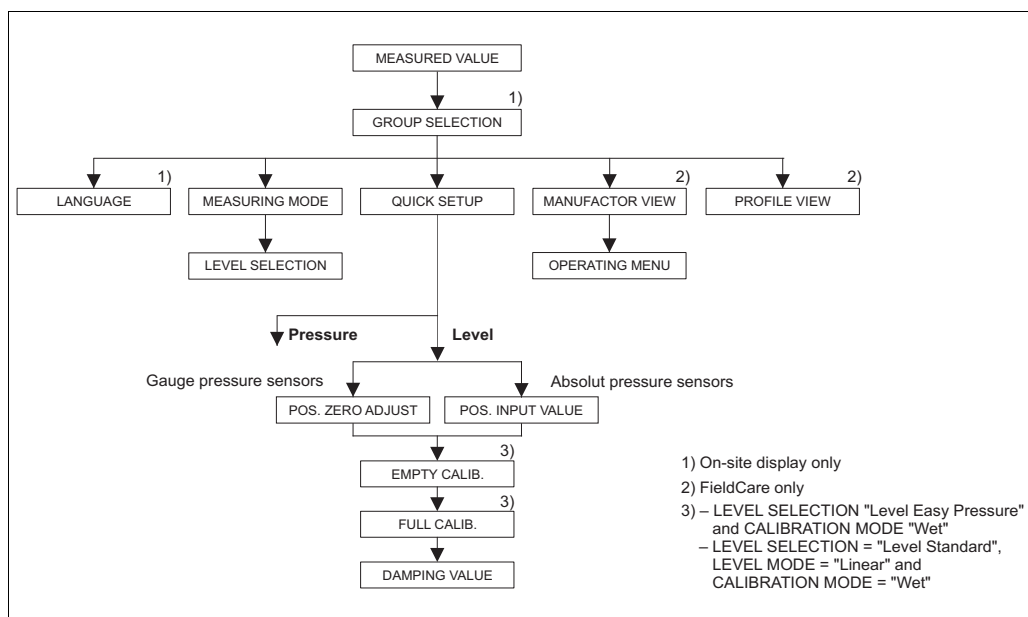 MEASURED VALUE
1)
GROUP SELECTION
1)
2)
2)
LANGUAGE
MEASURING MODE
QUICK SETUP
MANUFACTOR VIEW
PROFILE VIEW
LEVEL SELECTION
OPERATING MENU
Pressure
Level
Gauge pressure sensors
Absolut pressure sensors
POS. ZERO ADJUST
POS. INPUT VALUE
3)
EMPTY CALIB.
3)
FULL CALIB.
DAMPING VALUE
1) On-site display only
2) FieldCare only
3) – LEVEL SELECTION "Level Easy Pressure"
and CALIBRATION MODE "Wet"
– LEVEL SELECTION = "Level Standard",
LEVEL MODE = "Linear" and
CALIBRATION MODE = "Wet"